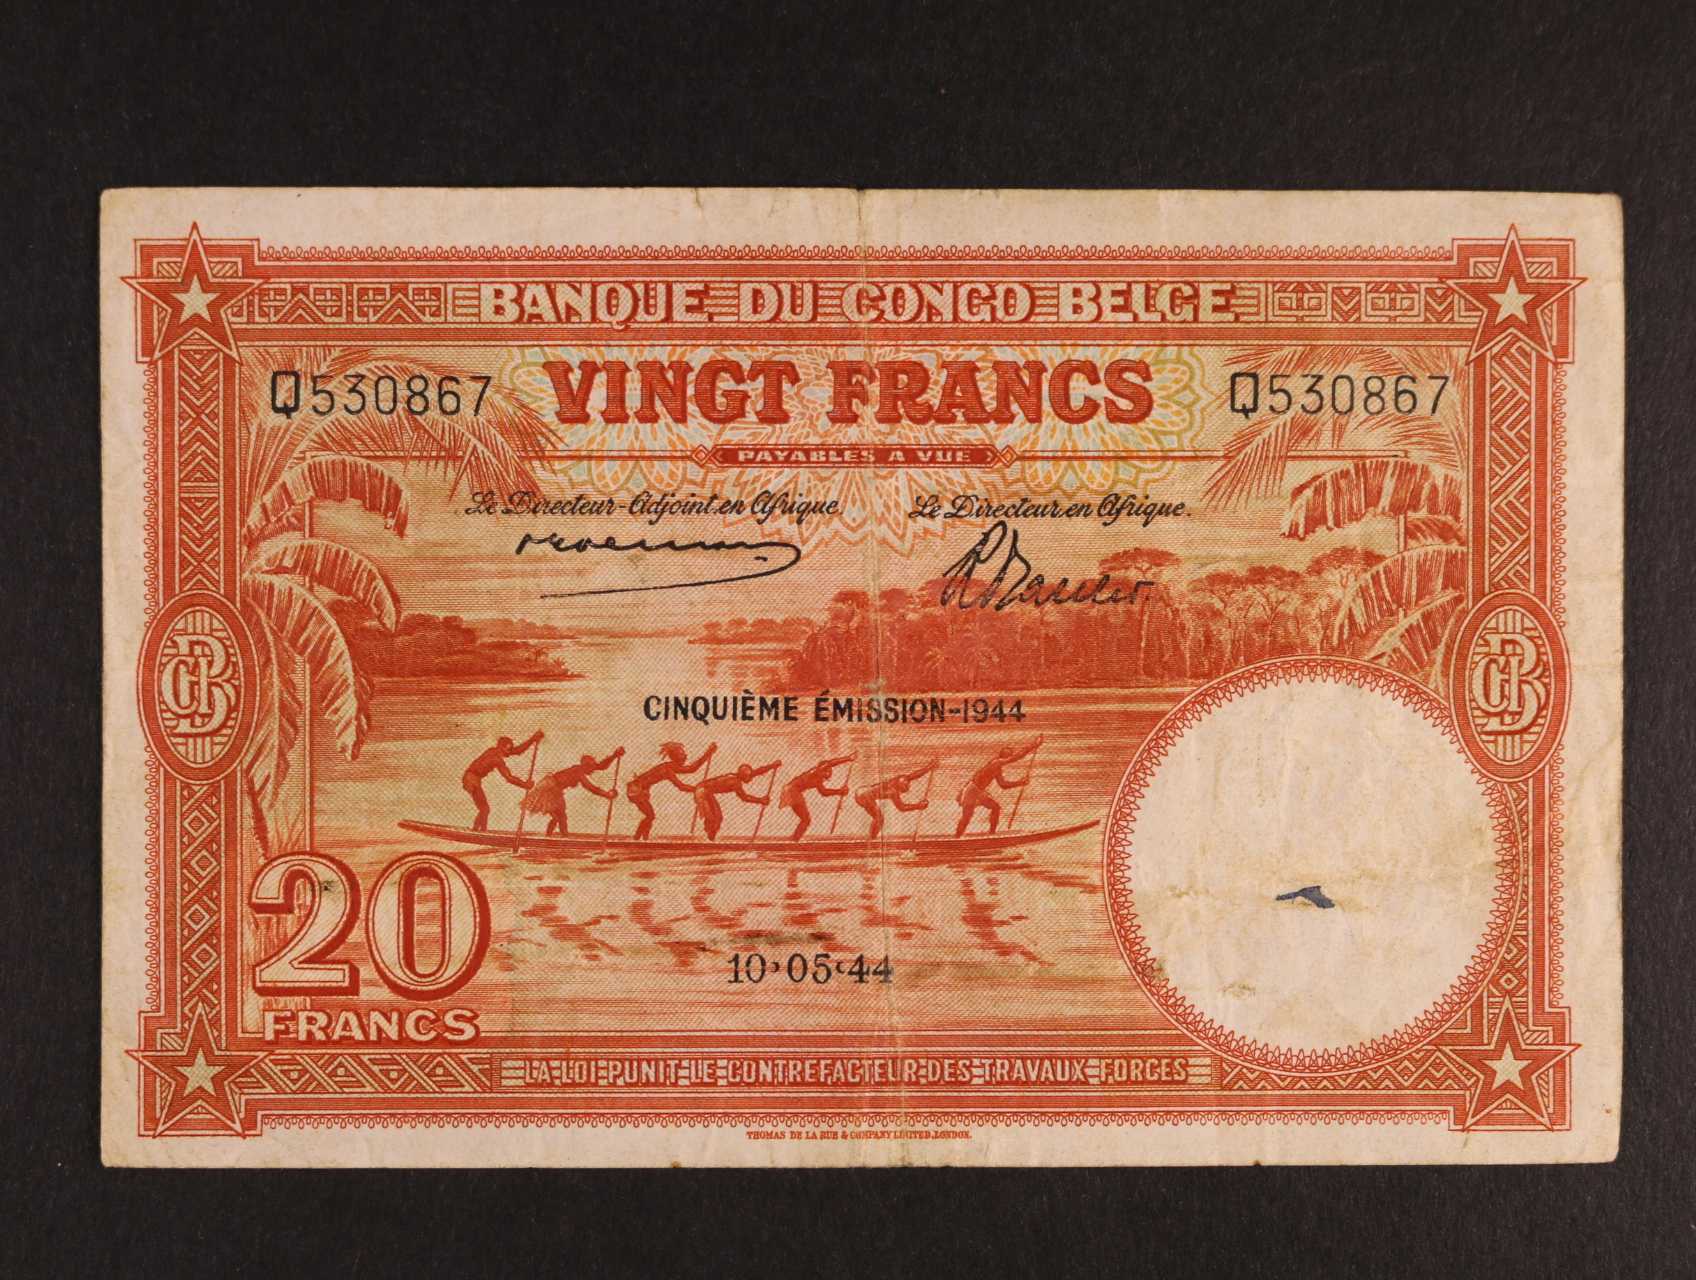 BANQUE DU CONGO BELGE
VINGT FRANCS
Q530867
Q530867
PAYABLES A VUE
Le Directeur-Adjoint en Afrique.
Le Directeur en Afrique.
CINQUIÈME ÉMISSION-1944
BCB
BCB
20
FRANCS
10·05·44
LA LOI PUNIT LE CONTREFACTEUR DES TRAVAUX FORCES
THOMAS DE LA RUE & COMPANY LIMITED, LONDON.